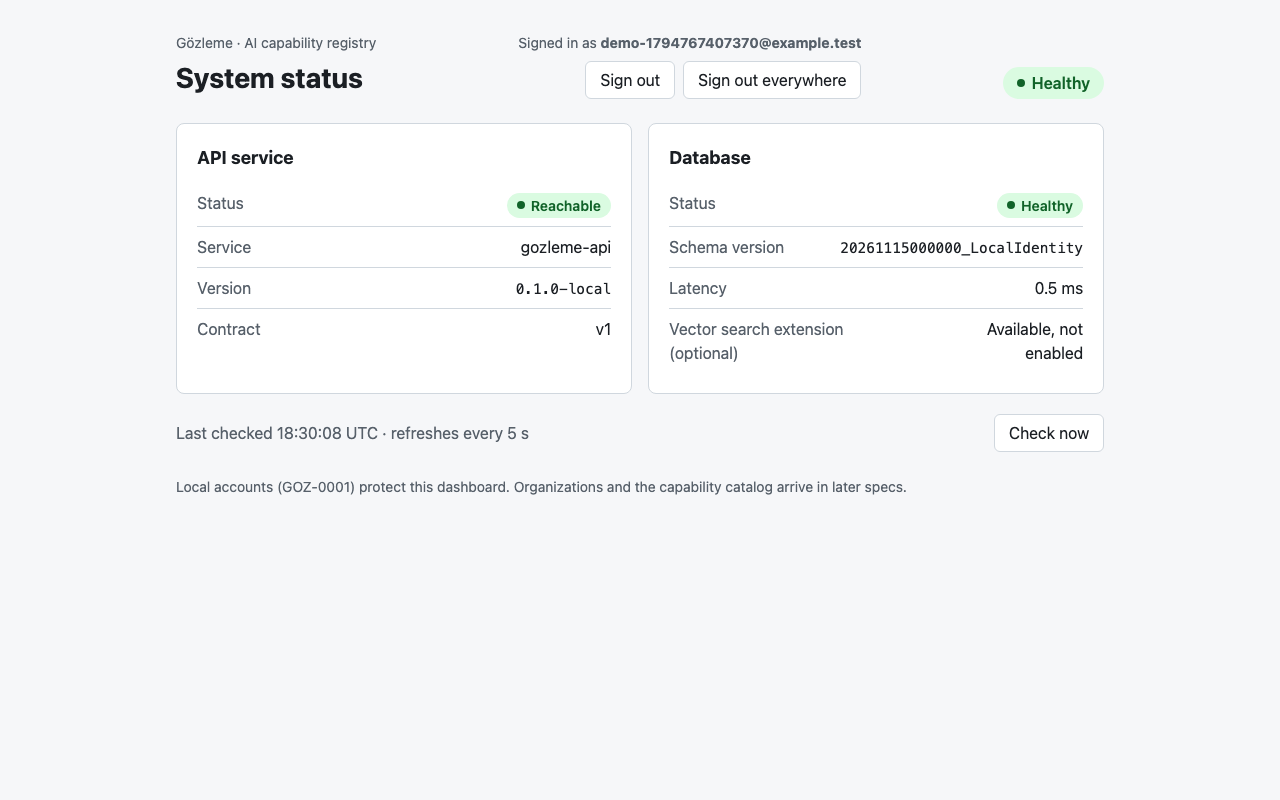 Gözleme · AI capability registry
Signed in as demo-1794767407370@example.test
System status
Sign out
Sign out everywhere
Healthy
API service
Status
Reachable
Service
gozleme-api
Version
0.1.0-local
Contract
v1
Database
Status
Healthy
Schema version
20261115000000_LocalIdentity
Latency
0.5 ms
Vector search extension
(optional)
Available, not
enabled
Last checked 18:30:08 UTC · refreshes every 5 s
Check now
Local accounts (GOZ-0001) protect this dashboard. Organizations and the capability catalog arrive in later specs.